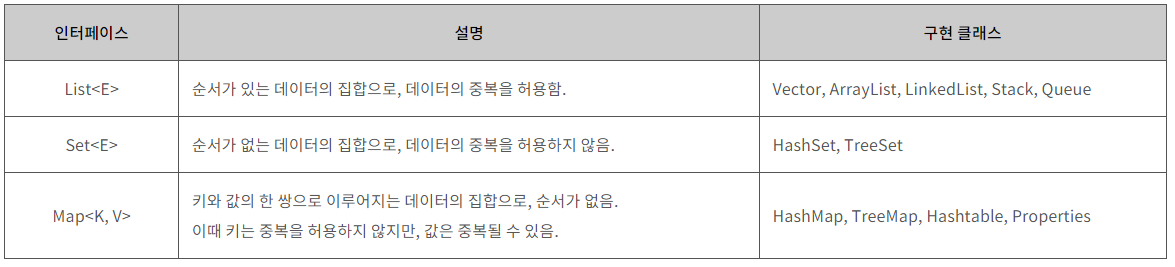 인터페이스 설명 구현 클래스
List<E> 순서가 있는 데이터의 집합으로, 데이터의 중복을 허용함. Vector, ArrayList, LinkedList, Stack, Queue
Set<E> 순서가 없는 데이터의 집합으로, 데이터의 중복을 허용하지 않음. HashSet, TreeSet
Map<K, V> 키와 값의 한 쌍으로 이루어지는 데이터의 집합으로, 순서가 없음. HashMap, TreeMap, Hashtable, Properties
이때 키는 중복을 허용하지 않지만, 값은 중복될 수 있음.